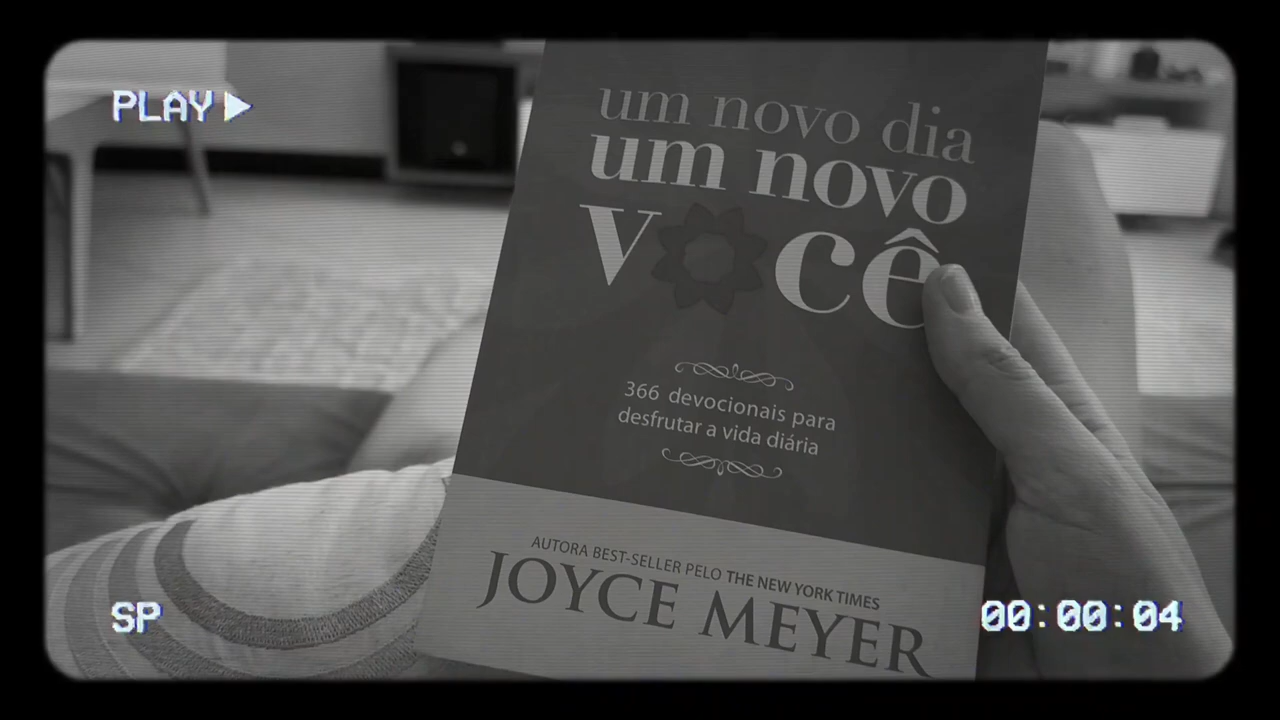 PLAY
um novo dia
um novo
você
366 devocionais para
desfrutar a vida diária
AUTORA BEST-SELLER PELO THE NEW YORK TIMES
JOYCE MEYER
SP
00:00:04